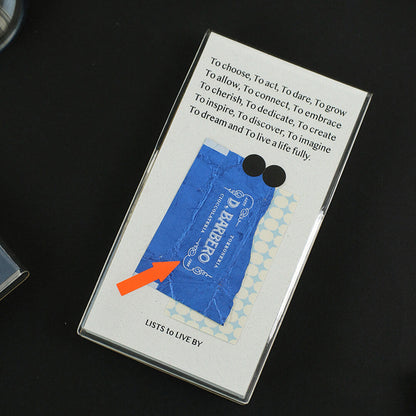 To choose, To act, To dare, To grow
To allow, To connect, To embrace
To cherish, To dedicate, To create
To inspire, To discover, To imagine
To dream and To live a life fully.
TORRONERIA
D. BARBERO
CIOCCOLATERIA
LISTS to LIVE BY